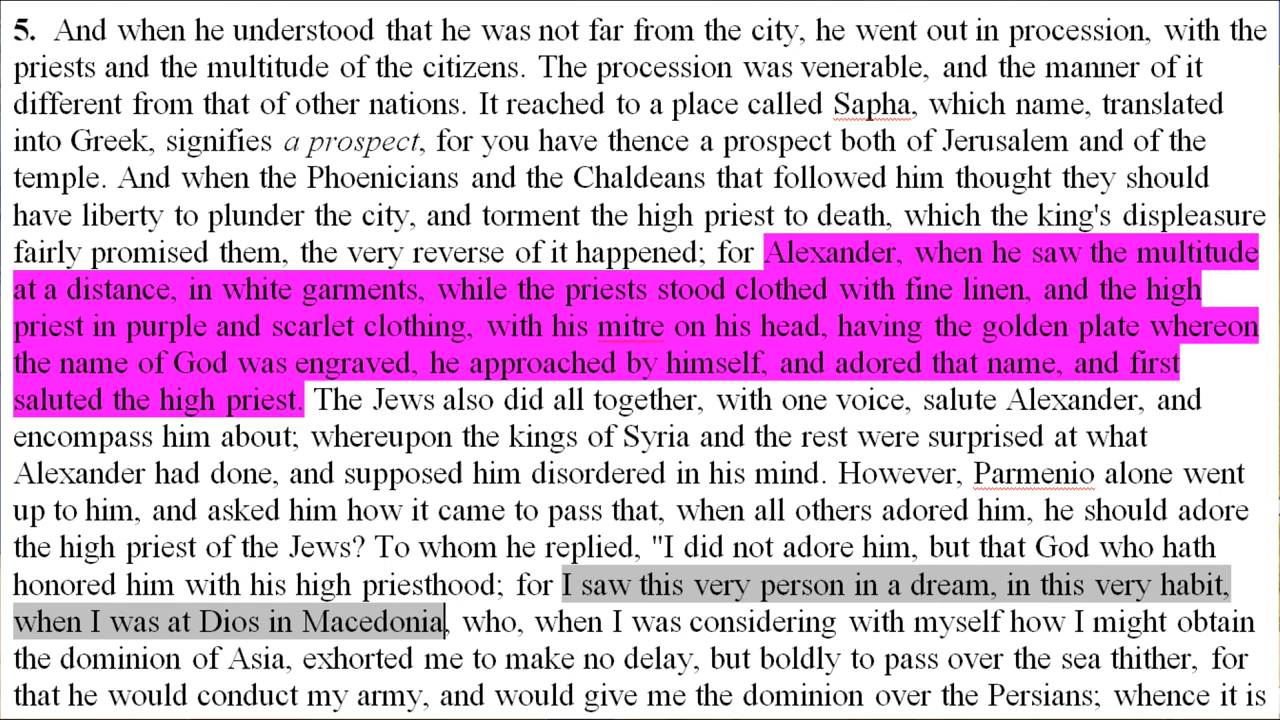 5. And when he understood that he was not far from the city, he went out in procession, with the
priests and the multitude of the citizens. The procession was venerable, and the manner of it
different from that of other nations. It reached to a place called Sapha, which name, translated
into Greek, signifies a prospect, for you have thence a prospect both of Jerusalem and of the
temple. And when the Phoenicians and the Chaldeans that followed him thought they should
have liberty to plunder the city, and torment the high priest to death, which the king's displeasure
fairly promised them, the very reverse of it happened; for Alexander, when he saw the multitude
at a distance, in white garments, while the priests stood clothed with fine linen, and the high
priest in purple and scarlet clothing, with his mitre on his head, having the golden plate whereon
the name of God was engraved, he approached by himself, and adored that name, and first
saluted the high priest. The Jews also did all together, with one voice, salute Alexander, and
encompass him about; whereupon the kings of Syria and the rest were surprised at what
Alexander had done, and supposed him disordered in his mind. However, Parmenio alone went
up to him, and asked him how it came to pass that, when all others adored him, he should adore
the high priest of the Jews? To whom he replied, "I did not adore him, but that God who hath
honored him with his high priesthood; for I saw this very person in a dream, in this very habit,
when I was at Dios in Macedonia, who, when I was considering with myself how I might obtain
the dominion of Asia, exhorted me to make no delay, but boldly to pass over the sea thither, for
that he would conduct my army, and would give me the dominion over the Persians; whence it is